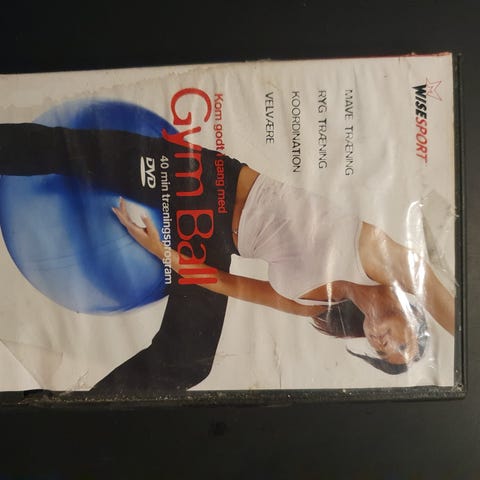 WISESPORT
MAVE TRÆNING
RYG TRÆNING
KOORDINATION
VELVÆRE
Kom godt i gang med
Gym Ball
40 min træningsprogram
DVD